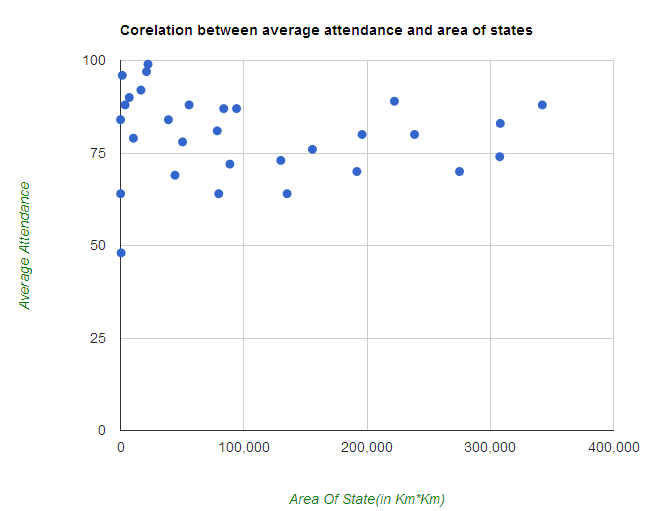 Corelation between average attendance and area of states
100
75
50
25
0
Average Attendance
0 100,000 200,000 300,000 400,000
Area Of State(in Km*Km)